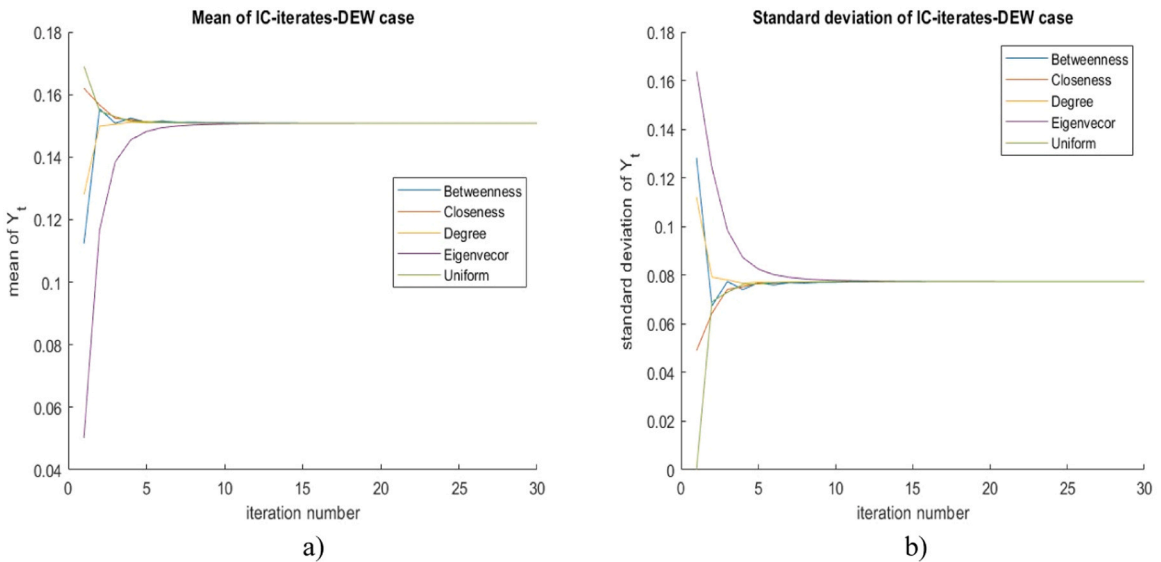 Mean of IC-iterates-DEW case
0.18
0.16
0.14
0.12
0.1
0.08
0.06
0.04
mean of Y_t
0
5
10
15
20
25
30
iteration number
Betweenness
Closeness
Degree
Eigenvecor
Uniform
a)
Standard deviation of IC-iterates-DEW case
0.18
0.16
0.14
0.12
0.1
0.08
0.06
0.04
0.02
0
standard deviation of Y_t
0
5
10
15
20
25
30
iteration number
Betweenness
Closeness
Degree
Eigenvecor
Uniform
b)